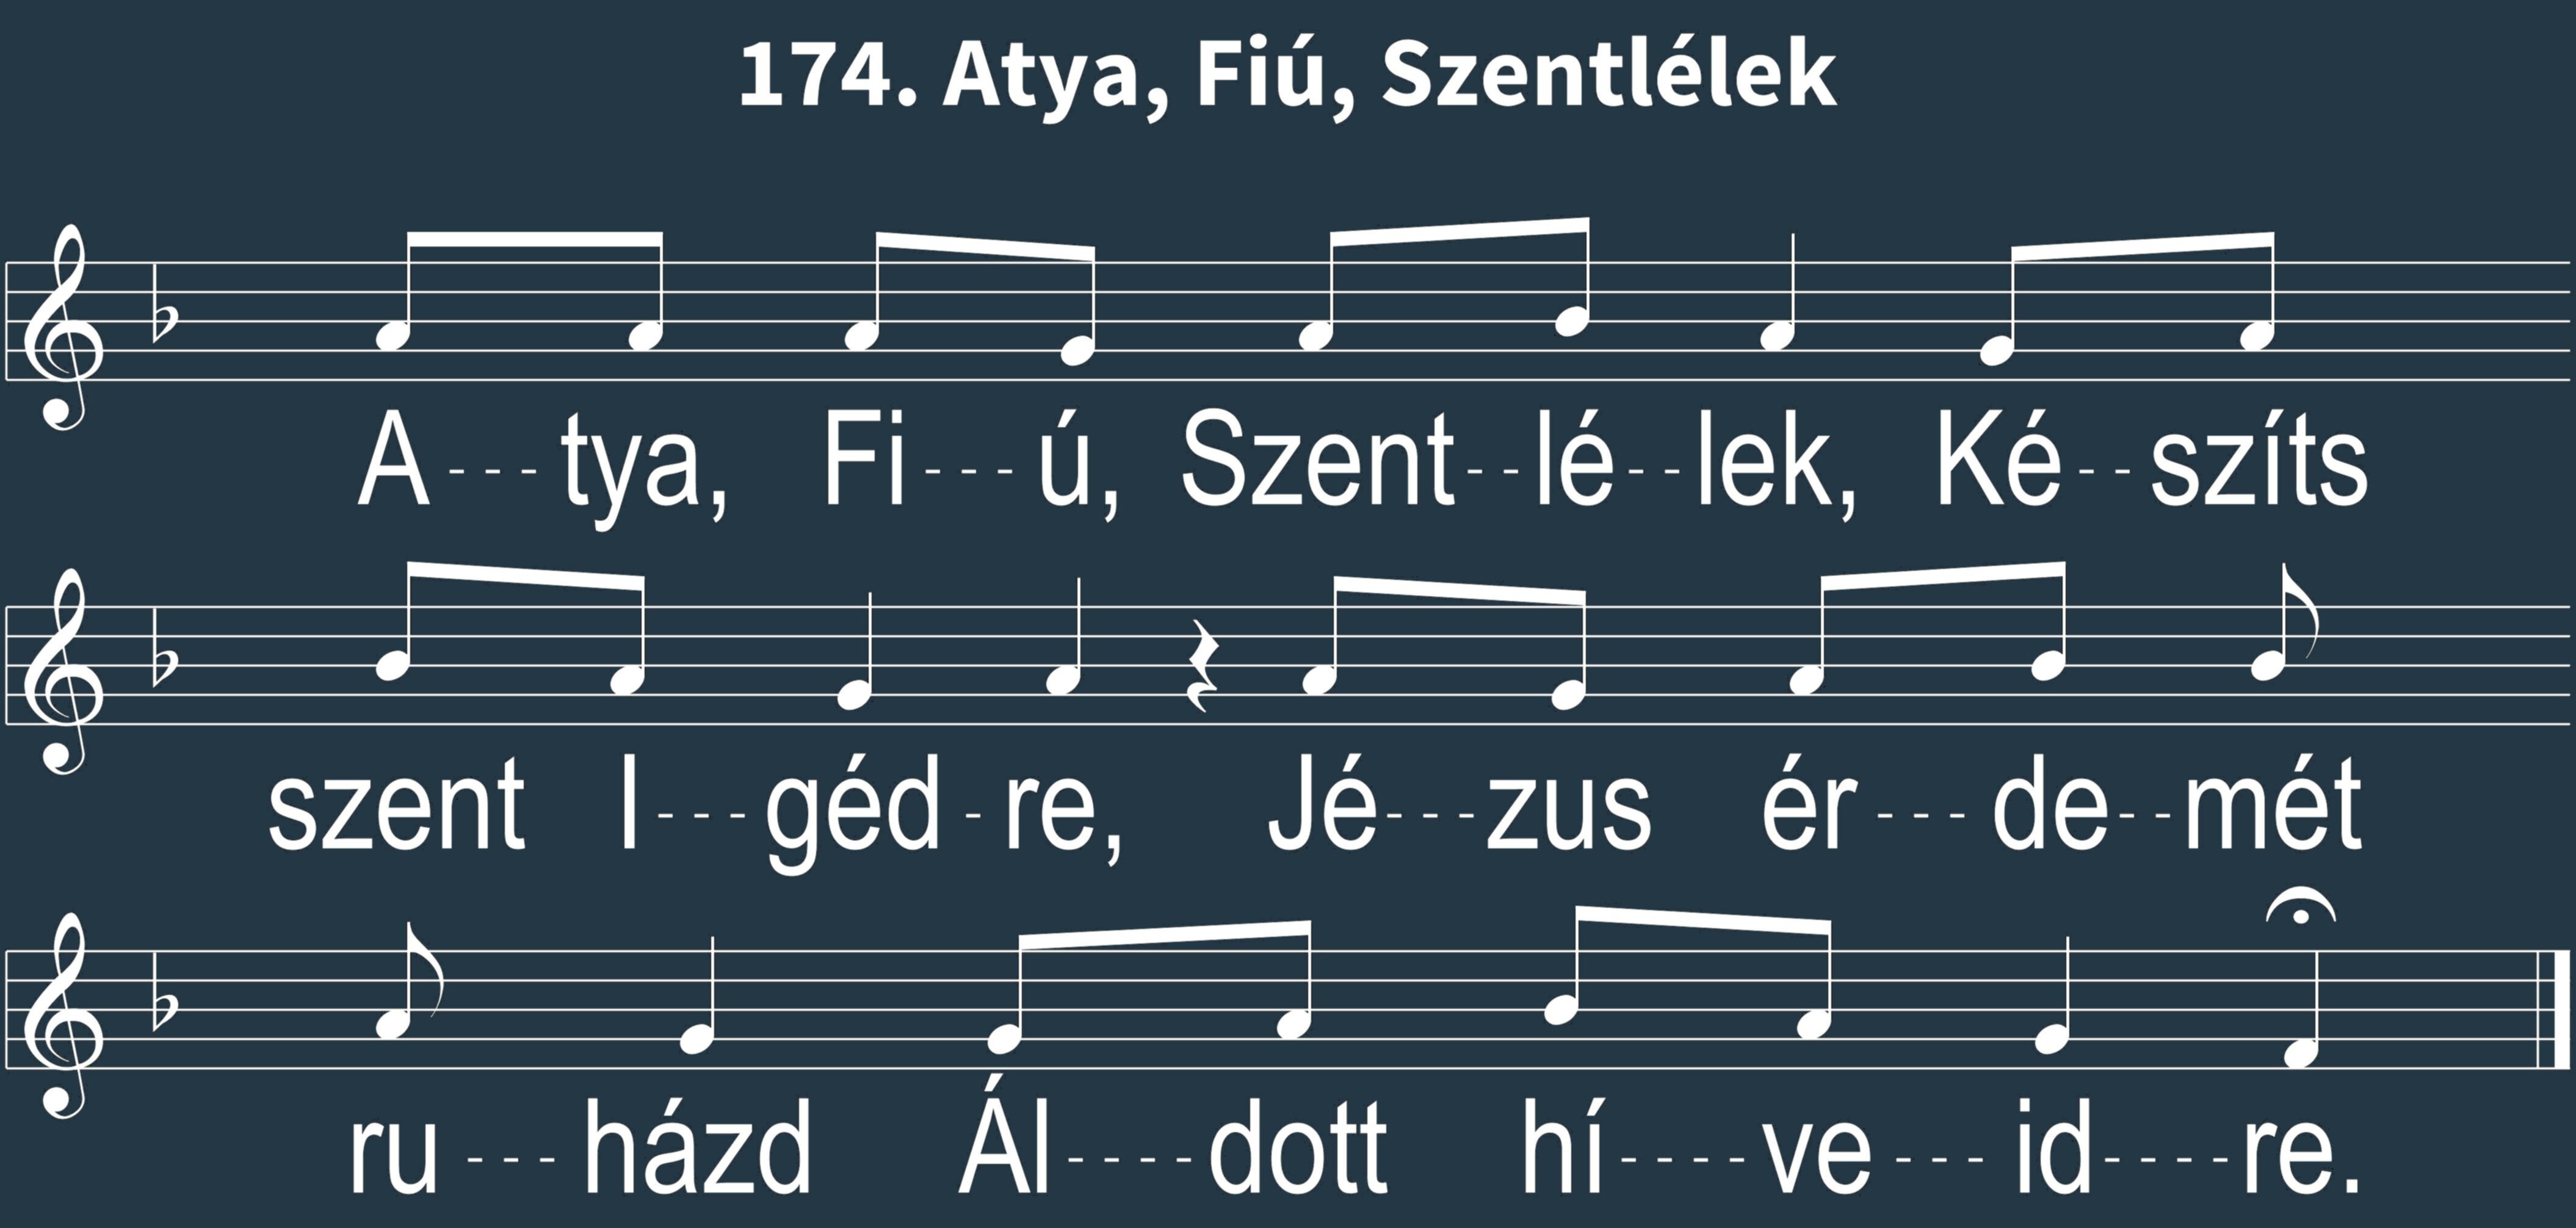 174. Atya, Fiú, Szentlélek
A---tya, Fi---ú, Szent--lé--lek, Ké--szíts
szent I---géd-re, Jé---zus ér---de--mét
ru---házd Ál----dott hí----ve---id----re.